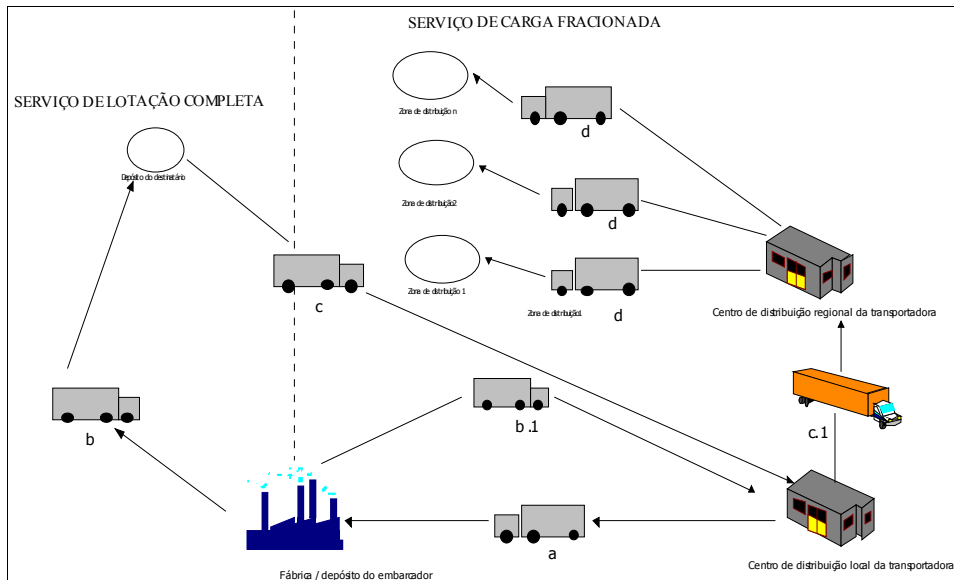 SERVIÇO DE CARGA FRACIONADA
SERVIÇO DE LOTAÇÃO COMPLETA
Zona de distribuição n
d
Depósito do destinatário
Zona de distribuição 2
d
Zona de distribuição 1
Zona de distribuição1
d
c
Centro de distribuição regional da transportadora
b
b .1
c.1
a
Fábrica / depósito do embarcador
Centro de distribuição local da transportadora